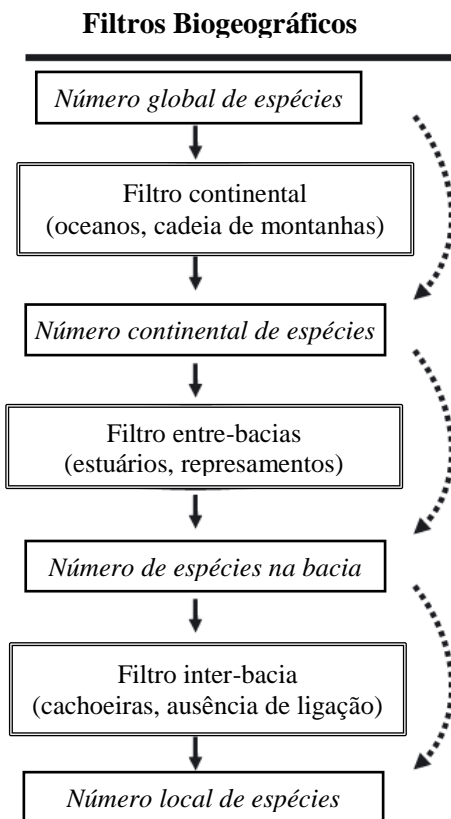 Filtros Biogeográficos
Número global de espécies
Filtro continental
(oceanos, cadeia de montanhas)
Número continental de espécies
Filtro entre-bacias
(estuários, represamentos)
Número de espécies na bacia
Filtro inter-bacia
(cachoeiras, ausência de ligação)
Número local de espécies